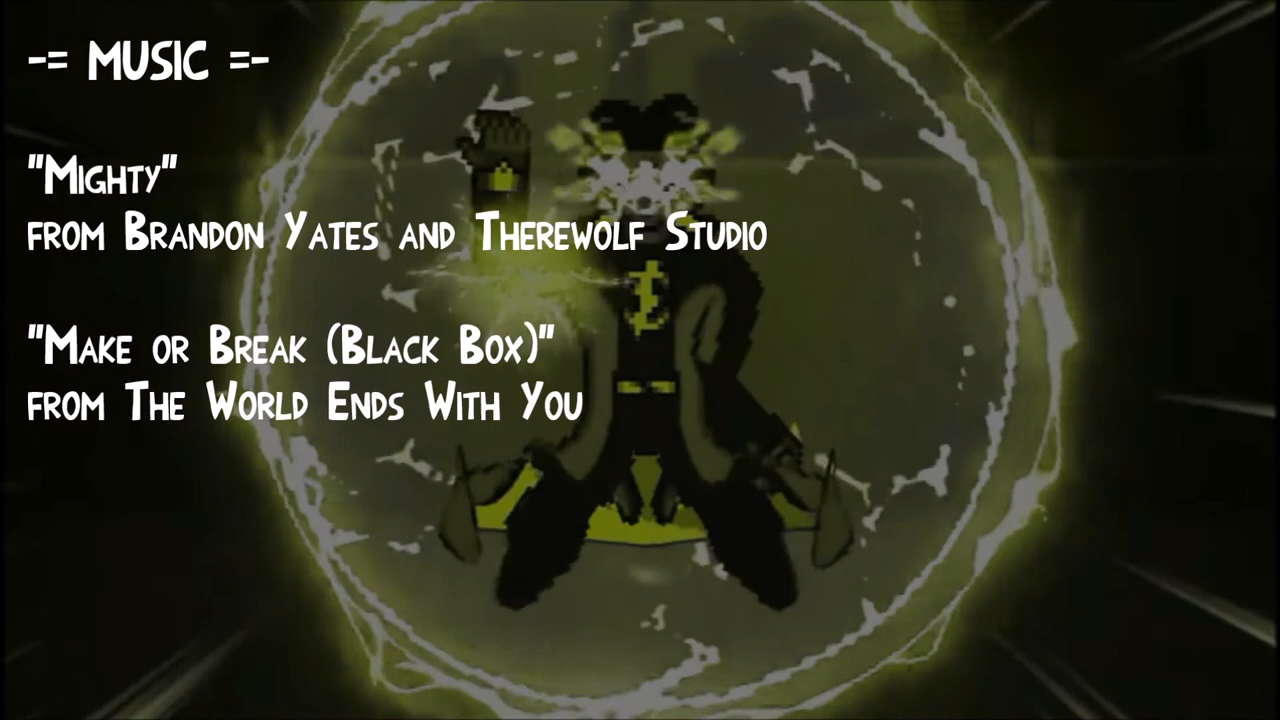 -= MUSIC =-
"Mighty"
from Brandon Yates and Therewolf Studio
"Make or Break (Black Box)"
from The World Ends With You